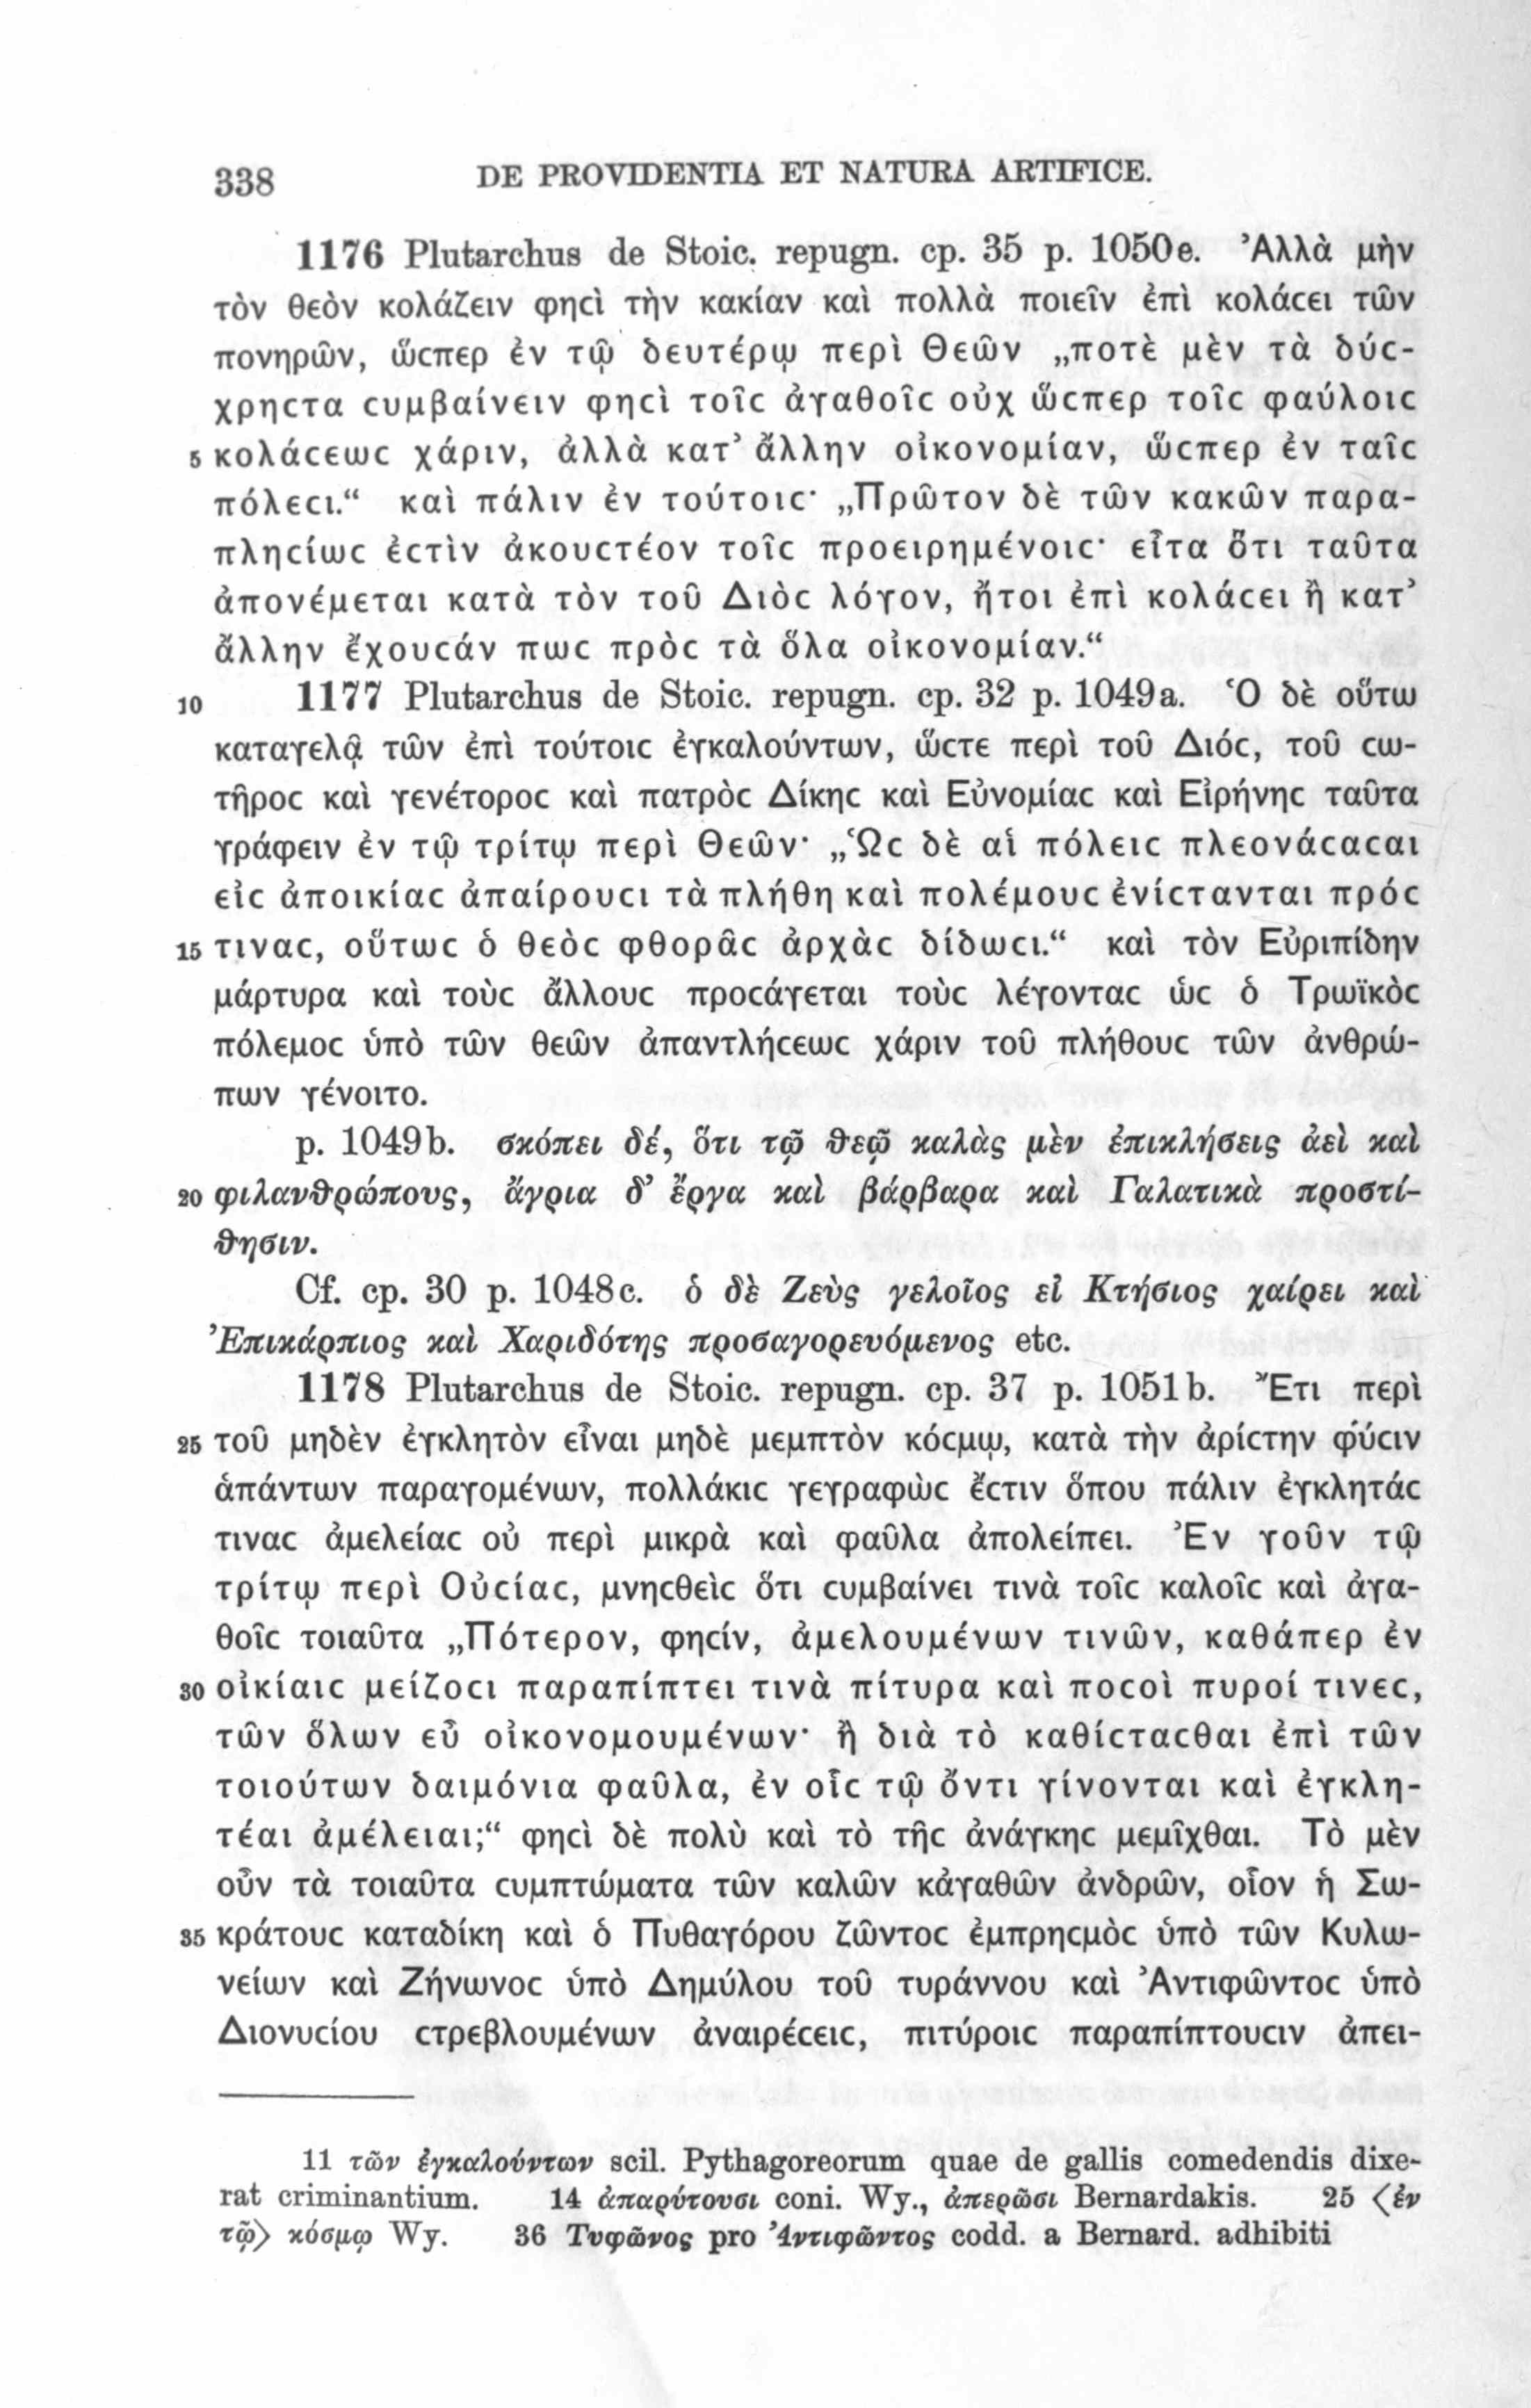 338 DE PROVIDENTIA ET NATURA ARTIFICE.
1176 Plutarchus de Stoic. repugn. cp. 35 p. 1050e. Ἀλλὰ μὴν
τὸν θεὸν κολάζειν φηcὶ τὴν κακίαν καὶ πολλὰ ποιεῖν ἐπὶ κολάcει τῶν
πονηρῶν, ὥcπερ ἐν τῷ δευτέρῳ περὶ Θεῶν „ποτὲ μὲν τὰ δύc-
χρηcτα cυμβαίνειν φηcὶ τοῖc ἀγαθοῖc οὐχ ὥcπερ τοῖc φαύλοιc
5 κολάcεωc χάριν, ἀλλὰ κατ’ ἄλλην οἰκονομίαν, ὥcπερ ἐν ταῖc
πόλεcι.“ καὶ πάλιν ἐν τούτοιc· „Πρῶτον δὲ τῶν κακῶν παρα-
πληcίωc ἐcτὶν ἀκουcτέον τοῖc προειρημένοιc· εἶτα ὅτι ταῦτα
ἀπονέμεται κατὰ τὸν τοῦ Διὸc λόγον, ἤτοι ἐπὶ κολάcει ἢ κατ’
ἄλλην ἔχουcάν πωc πρὸc τὰ ὅλα οἰκονομίαν.“
10 1177 Plutarchus de Stoic. repugn. cp. 32 p. 1049a. Ὁ δὲ οὕτω
καταγελᾷ τῶν ἐπὶ τούτοιc ἐγκαλούντων, ὥcτε περὶ τοῦ Διόc, τοῦ cω-
τῆροc καὶ γενέτοροc καὶ πατρὸc Δίκηc καὶ Εὐνομίαc καὶ Εἰρήνηc ταῦτα
γράφειν ἐν τῷ τρίτῳ περὶ Θεῶν· „Ὡc δὲ αἱ πόλειc πλεονάcαcαι
εἰc ἀποικίαc ἀπαίρουcι τὰ πλήθη καὶ πολέμουc ἐνίcτανται πρόc
15 τιναc, οὕτωc ὁ θεὸc φθορᾶc ἀρχὰc δίδωcι.“ καὶ τὸν Εὐριπίδην
μάρτυρα καὶ τοὺc ἄλλουc προcάγεται τοὺc λέγονταc ὡc ὁ Τρωϊκὸc
πόλεμοc ὑπὸ τῶν θεῶν ἀπαντλήcεωc χάριν τοῦ πλήθουc τῶν ἀνθρώ-
πων γένοιτο.
p. 1049b. σκόπει δέ, ὅτι τῷ ϑεῷ καλὰς μὲν ἐπικλήσεις ἀεὶ καὶ
20 φιλανϑρώπους, ἄγρια δ’ ἔργα καὶ βάρβαρα καὶ Γαλατικὰ προστί-
ϑησιν.
Cf. cp. 30 p. 1048c. ὁ δὲ Ζεὺς γελοῖος εἰ Κτήσιος χαίρει καὶ
Ἐπικάρπιος καὶ Χαριδότης προσαγορευόμενος etc.
1178 Plutarchus de Stoic. repugn. cp. 37 p. 1051b. Ἔτι περὶ
25 τοῦ μηδὲν ἐγκλητὸν εἶναι μηδὲ μεμπτὸν κόcμῳ, κατὰ τὴν ἀρίcτην φύcιν
ἁπάντων παραγομένων, πολλάκιc γεγραφὼc ἔcτιν ὅπου πάλιν ἐγκλητάc
τιναc ἀμελείαc οὐ περὶ μικρὰ καὶ φαῦλα ἀπολείπει. Ἐν γοῦν τῷ
τρίτῳ περὶ Οὐcίαc, μνηcθεὶc ὅτι cυμβαίνει τινὰ τοῖc καλοῖc καὶ ἀγα-
θοῖc τοιαῦτα „Πότερον, φηcίν, ἀμελουμένων τινῶν, καθάπερ ἐν
30 οἰκίαιc μείζοcι παραπίπτει τινὰ πίτυρα καὶ ποcοὶ πυροί τινεc,
τῶν ὅλων εὖ οἰκονομουμένων· ἢ διὰ τὸ καθίcταcθαι ἐπὶ τῶν
τοιούτων δαιμόνια φαῦλα, ἐν οἷc τῷ ὄντι γίνονται καὶ ἐγκλη-
τέαι ἀμέλειαι;“ φηcὶ δὲ πολὺ καὶ τὸ τῆc ἀνάγκηc μεμῖχθαι. Τὸ μὲν
οὖν τὰ τοιαῦτα cυμπτώματα τῶν καλῶν κἀγαθῶν ἀνδρῶν, οἷον ἡ Σω-
35 κράτουc καταδίκη καὶ ὁ Πυθαγόρου ζῶντοc ἐμπρηcμὸc ὑπὸ τῶν Κυλω-
νείων καὶ Ζήνωνοc ὑπὸ Δημύλου τοῦ τυράννου καὶ Ἀντιφῶντοc ὑπὸ
Διονυcίου cτρεβλουμένων ἀναιρέcειc, πιτύροιc παραπίπτουcιν ἀπει-
11 τῶν ἐγκαλούντων scil. Pythagoreorum quae de gallis comedendis dixe-
rat criminantium. 14 ἀπαρύτουσι coni. Wy., ἀπερῶσι Bernardakis. 25 〈ἐν
τῷ〉 κόσμῳ Wy. 36 Τυφῶνος pro Ἀντιφῶντος codd. a Bernard. adhibiti